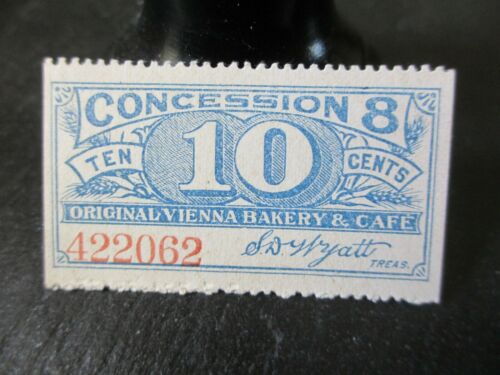 CONCESSION 8
TEN 10 CENTS
ORIGINAL VIENNA BAKERY & CAFE
422062 S.D. Wyatt
TREAS.